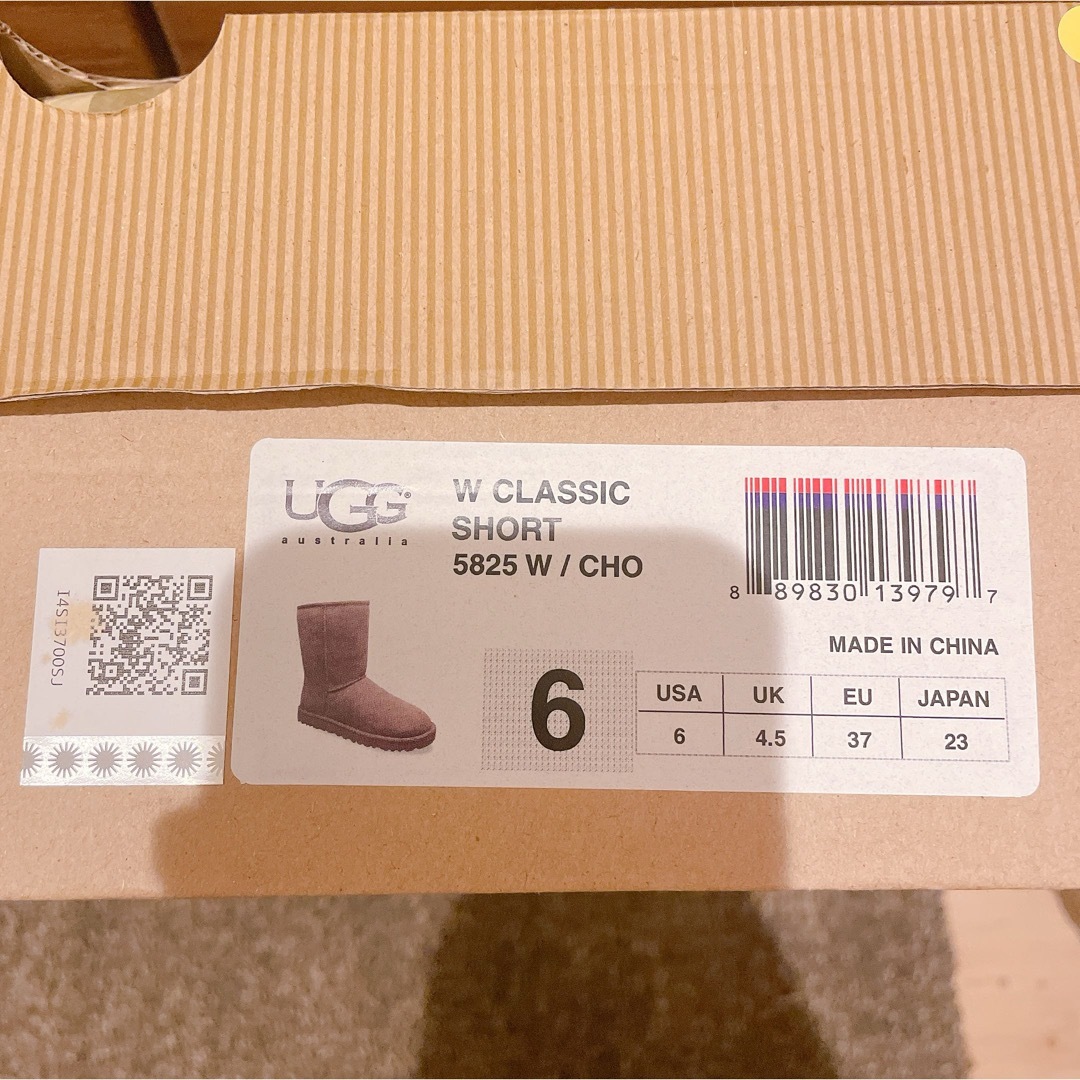 UGG®
australia
W CLASSIC
SHORT
5825 W / CHO
8 89830 13979 7
MADE IN CHINA
6
USA UK EU JAPAN
6 4.5 37 23
I4SI3700SJ